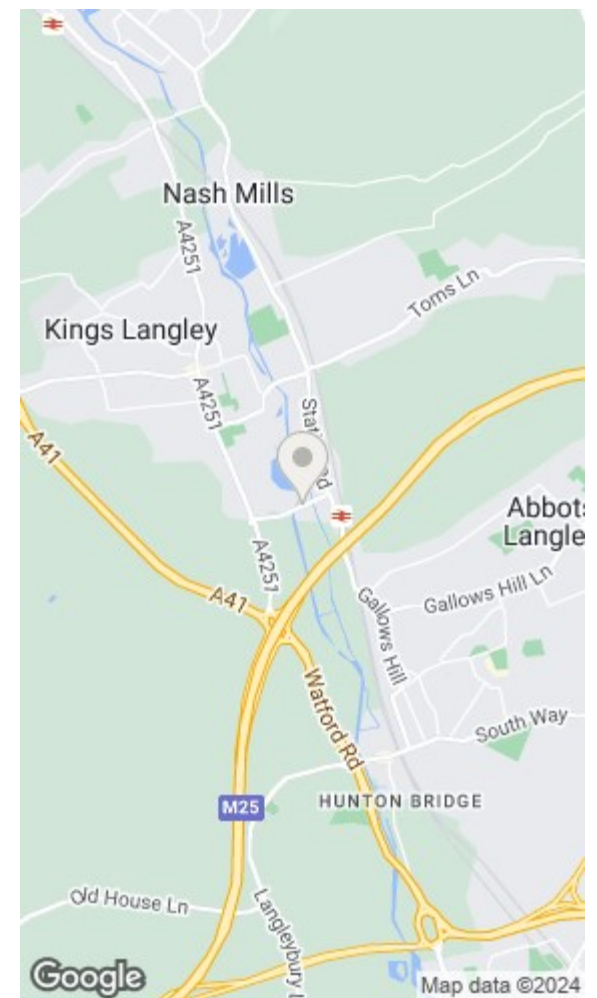 Nash Mills
A4251
Toms Ln
Kings Langley
A4251
A41
Abbots
Langle
A4251
A41
Gallows Hill
Gallows Hill Ln
Watford Rd
South Way
M25
HUNTON BRIDGE
Old House Ln
Langleybury L
Google
Map data ©2024